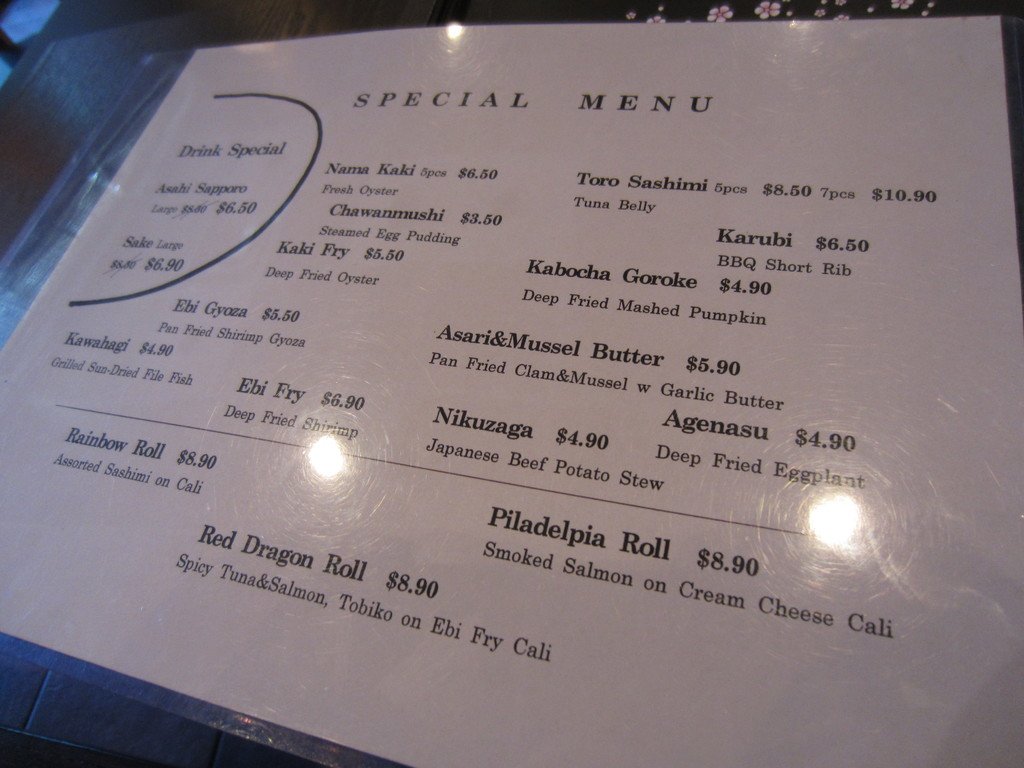 SPECIAL MENU
Drink Special
Asahi Sapporo
Large $8.50 $6.50
Sake Large
$8.50 $6.90
Nama Kaki 5pcs $6.50
Fresh Oyster
Chawanmushi $3.50
Steamed Egg Pudding
Kaki Fry $5.50
Deep Fried Oyster
Ebi Gyoza $5.50
Pan Fried Shirimp Gyoza
Kawahagi $4.90
Grilled Sun-Dried File Fish
Ebi Fry $6.90
Deep Fried Shirimp
Toro Sashimi 5pcs $8.50 7pcs $10.90
Tuna Belly
Karubi $6.50
BBQ Short Rib
Kabocha Goroke $4.90
Deep Fried Mashed Pumpkin
Asari&Mussel Butter $5.90
Pan Fried Clam&Mussel w Garlic Butter
Nikuzaga $4.90
Japanese Beef Potato Stew
Agenasu $4.90
Deep Fried Eggplant
Rainbow Roll $8.90
Assorted Sashimi on Cali
Red Dragon Roll $8.90
Spicy Tuna&Salmon, Tobiko on Ebi Fry Cali
Piladelpia Roll $8.90
Smoked Salmon on Cream Cheese Cali